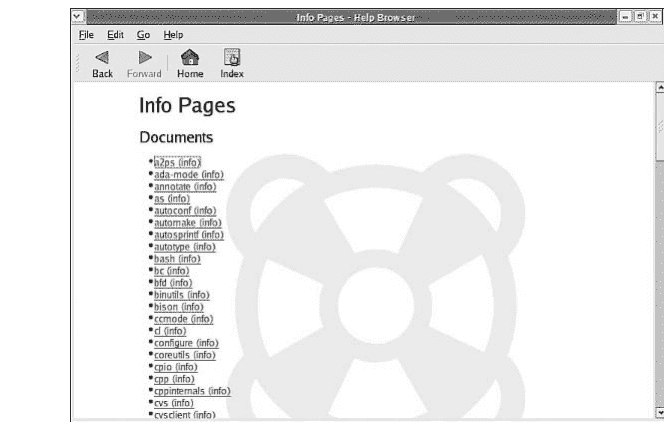 Info Pages - Help Browser
File Edit Go Help
Back Forward Home Index
Info Pages
Documents
a2ps (info)
ada-mode (info)
annotate (info)
as (info)
autoconf (info)
automake (info)
autosprintf (info)
autotype (info)
bash (info)
bc (info)
bfd (info)
binutils (info)
bison (info)
ccmode (info)
cl (info)
configure (info)
coreutils (info)
cpio (info)
cpp (info)
cppinternals (info)
cvs (info)
cvsclient (info)